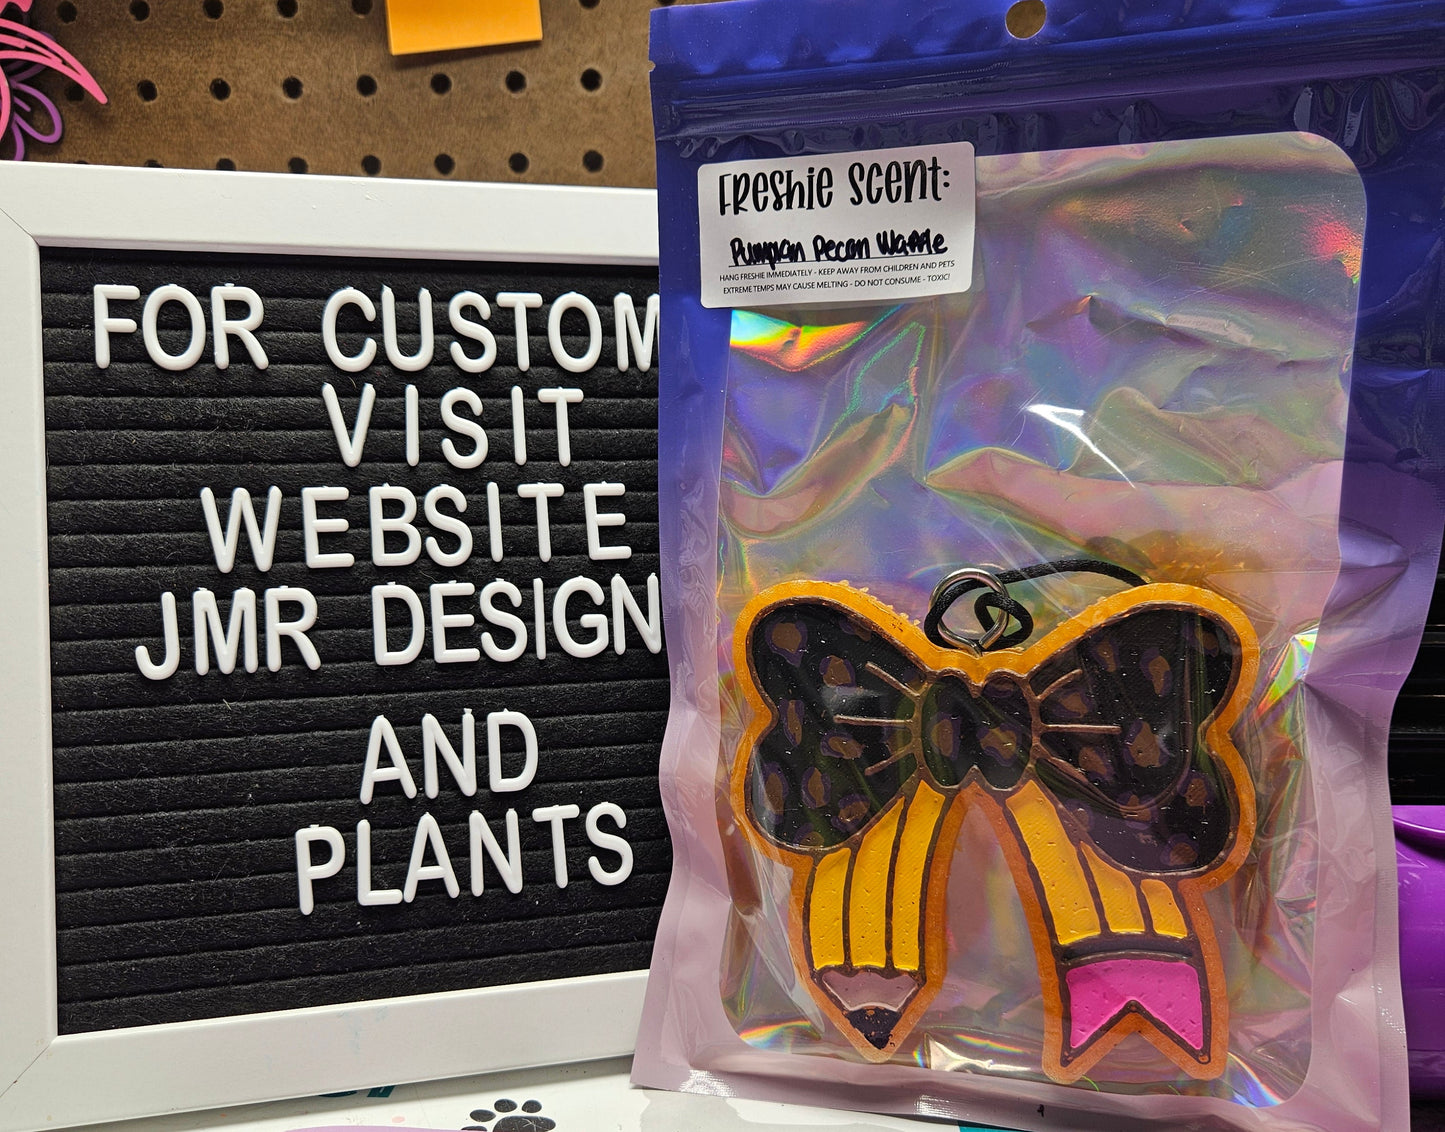 FOR CUSTOM
VISIT
WEBSITE
JMR DESIGN
AND
PLANTS
FRESHIE SCENT:
Pumpkin Pecan Waffle
HANG FRESHIE IMMEDIATELY - KEEP AWAY FROM CHILDREN AND PETS
EXTREME TEMPS MAY CAUSE MELTING - DO NOT CONSUME - TOXIC!